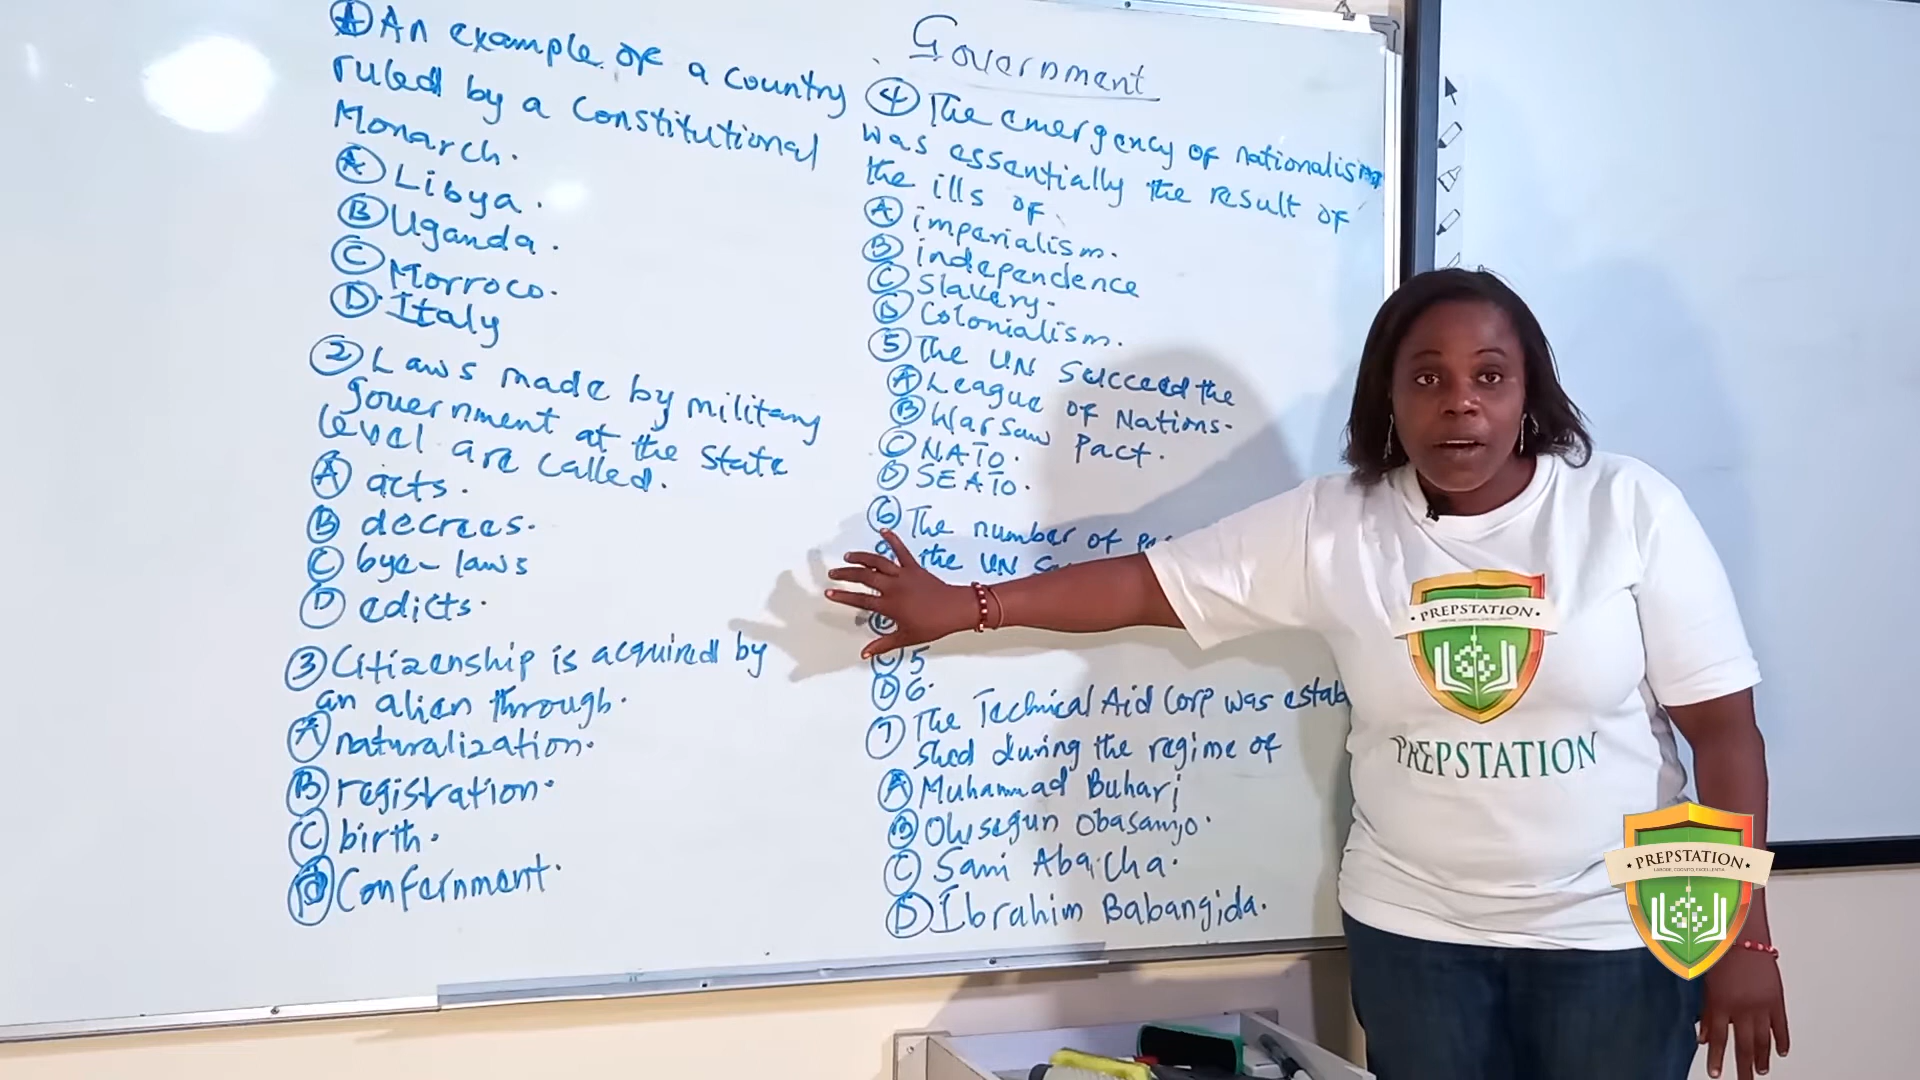 A An example of a country
ruled by a Constitutional
Monarch.
A Libya.
B Uganda.
C Morroco.
D Italy
2 Laws made by military
government at the State
level are called.
A acts.
B decrees.
C bye-laws
D edicts.
3 Citizenship is acquired by
an alien through.
A naturalization.
B registration.
C birth.
D Confernment.
Government
4 The emergency of nationalism
was essentially the result of
the ills of
A imperialism.
B independence
C Slavery.
D Colonialism.
5 The UN Succeed the
A League of Nations.
B Warsaw Pact.
C NATO.
D SEATO.
6 The number of
the UN
C 5
D 6.
7 The Technical Aid Corp was establi
shed during the regime of
A Muhammad Buhari
B Olusegun Obasanjo.
C Sani Abacha.
D Ibrahim Babangida.
PREPSTATION
PREPSTATION
PREPSTATION